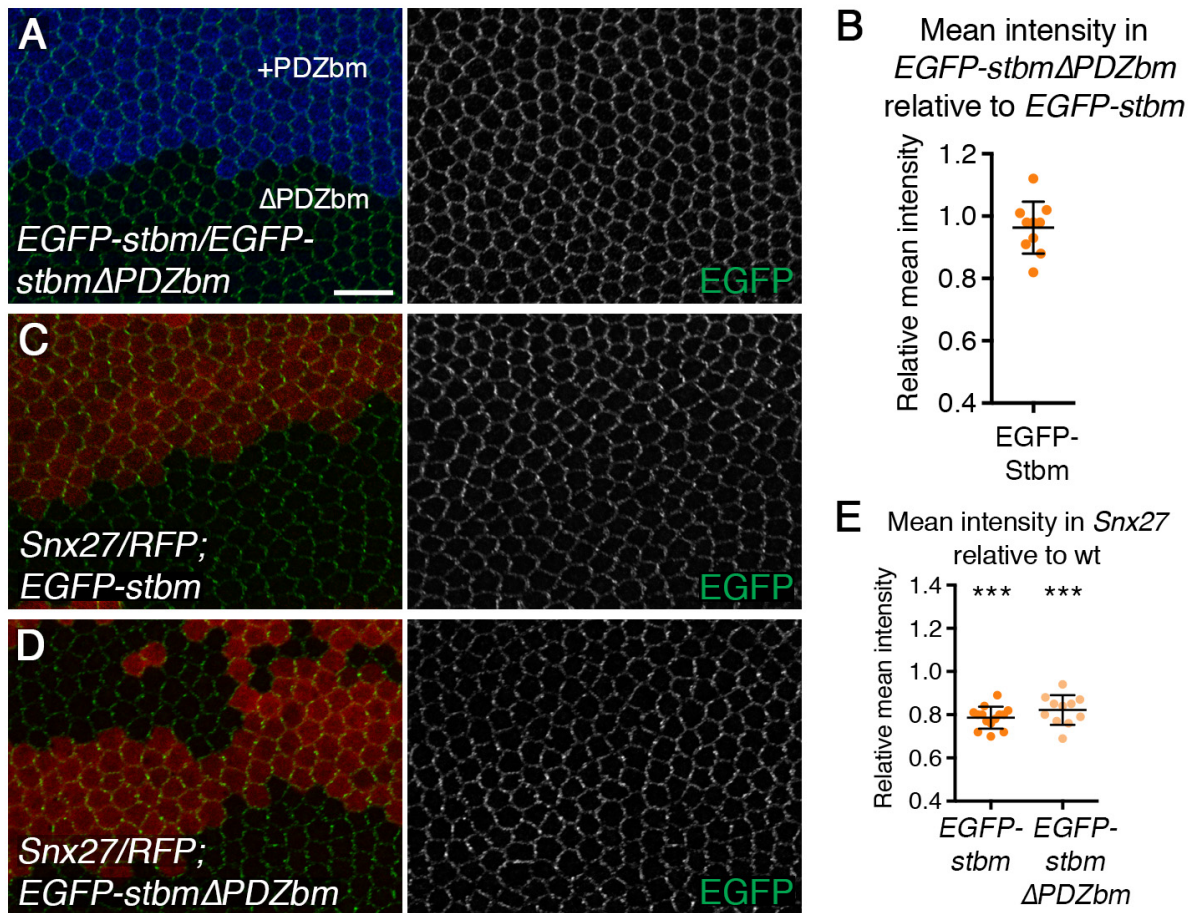 A
+PDZbm
ΔPDZbm
EGFP-stbm/EGFP-
stbmΔPDZbm
EGFP
B
Mean intensity in
EGFP-stbmΔPDZbm
relative to EGFP-stbm
Relative mean intensity
1.2
1.0
0.8
0.6
0.4
EGFP-
Stbm
C
Snx27/RFP;
EGFP-stbm
EGFP
D
Snx27/RFP;
EGFP-stbmΔPDZbm
EGFP
E
Mean intensity in Snx27
relative to wt
Relative mean intensity
1.4
1.2
1.0
0.8
0.6
0.4
*** ***
EGFP-
stbm
EGFP-
stbm
ΔPDZbm